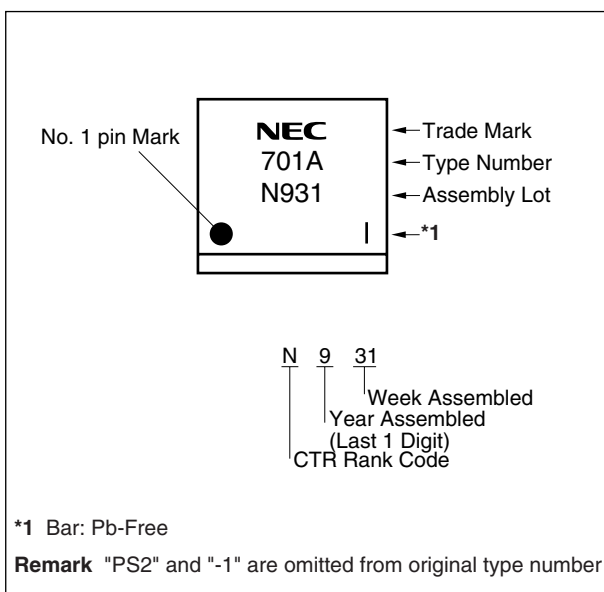 No. 1 pin Mark
NEC
701A
N931
Trade Mark
Type Number
Assembly Lot
*1
N 9 31
Week Assembled
Year Assembled
(Last 1 Digit)
CTR Rank Code
*1 Bar: Pb-Free
Remark "PS2" and "-1" are omitted from original type number